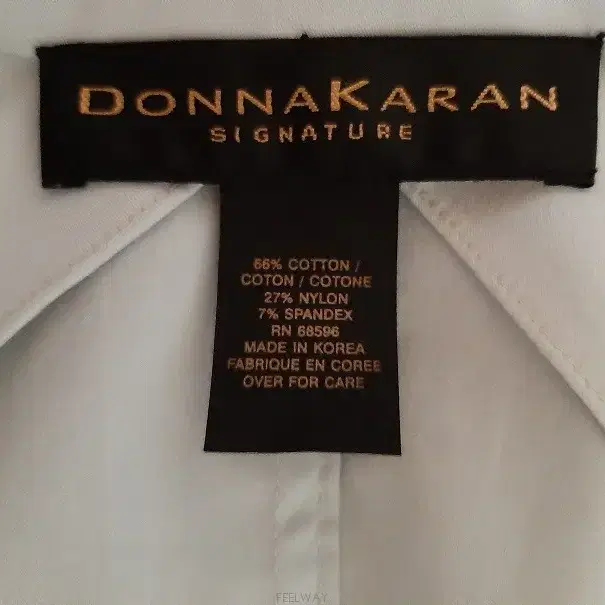 DONNAKARAN
SIGNATURE
66% COTTON /
COTON / COTONE
27% NYLON
7% SPANDEX
RN 68596
MADE IN KOREA
FABRIQUE EN COREE
OVER FOR CARE
FEELWAY